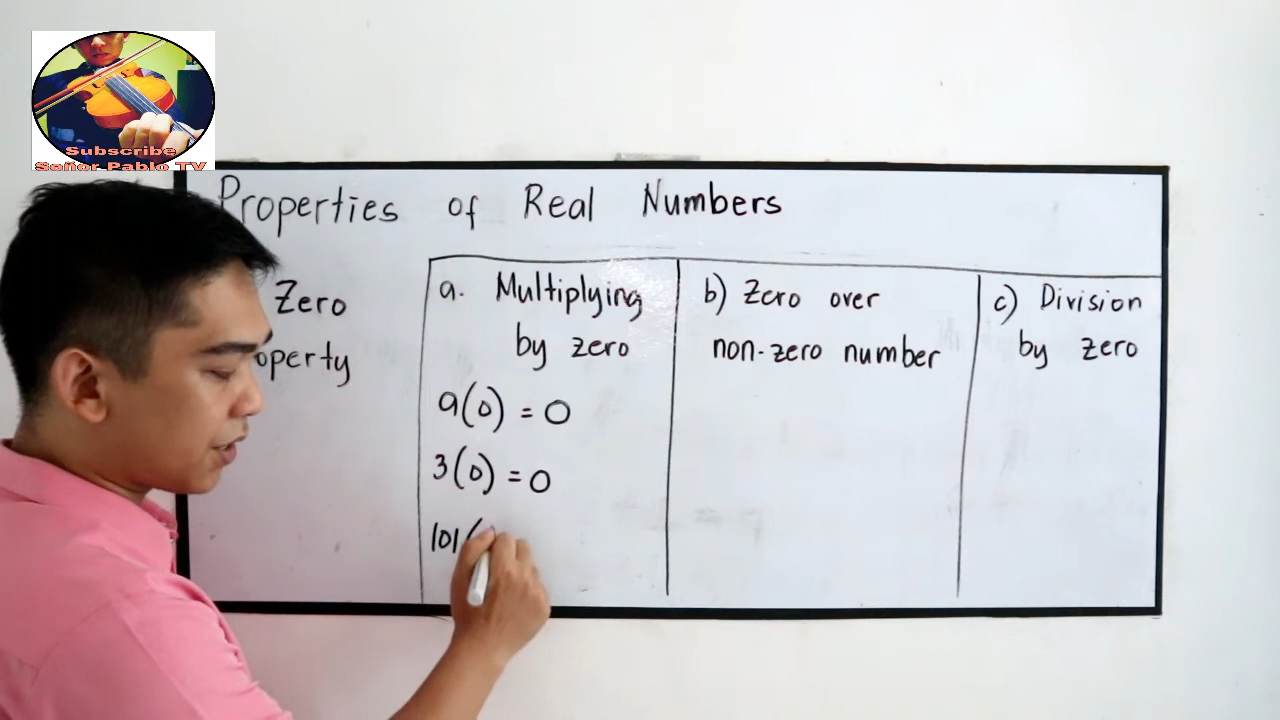 Subscribe
Señor Pablo TV
Properties of Real Numbers
Zero
operty
a. Multiplying
by zero
a(0) = 0
3(0) = 0
101(
b) Zero over
non-zero number
c) Division
by zero